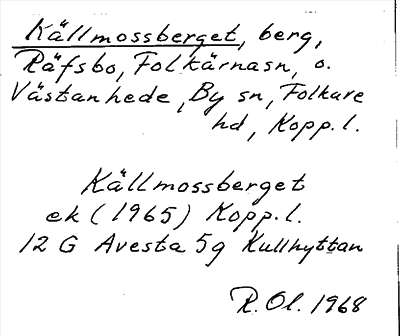 Källmossberget, berg,
Räfsbo, Folkärnasn, o.
Västanhede, By sn, Folkare
hd, Kopp. l.
Källmossberget
ek (1965) Kopp. l.
12 G Avesta 5g Kullhyttan
R. Ol. 1968